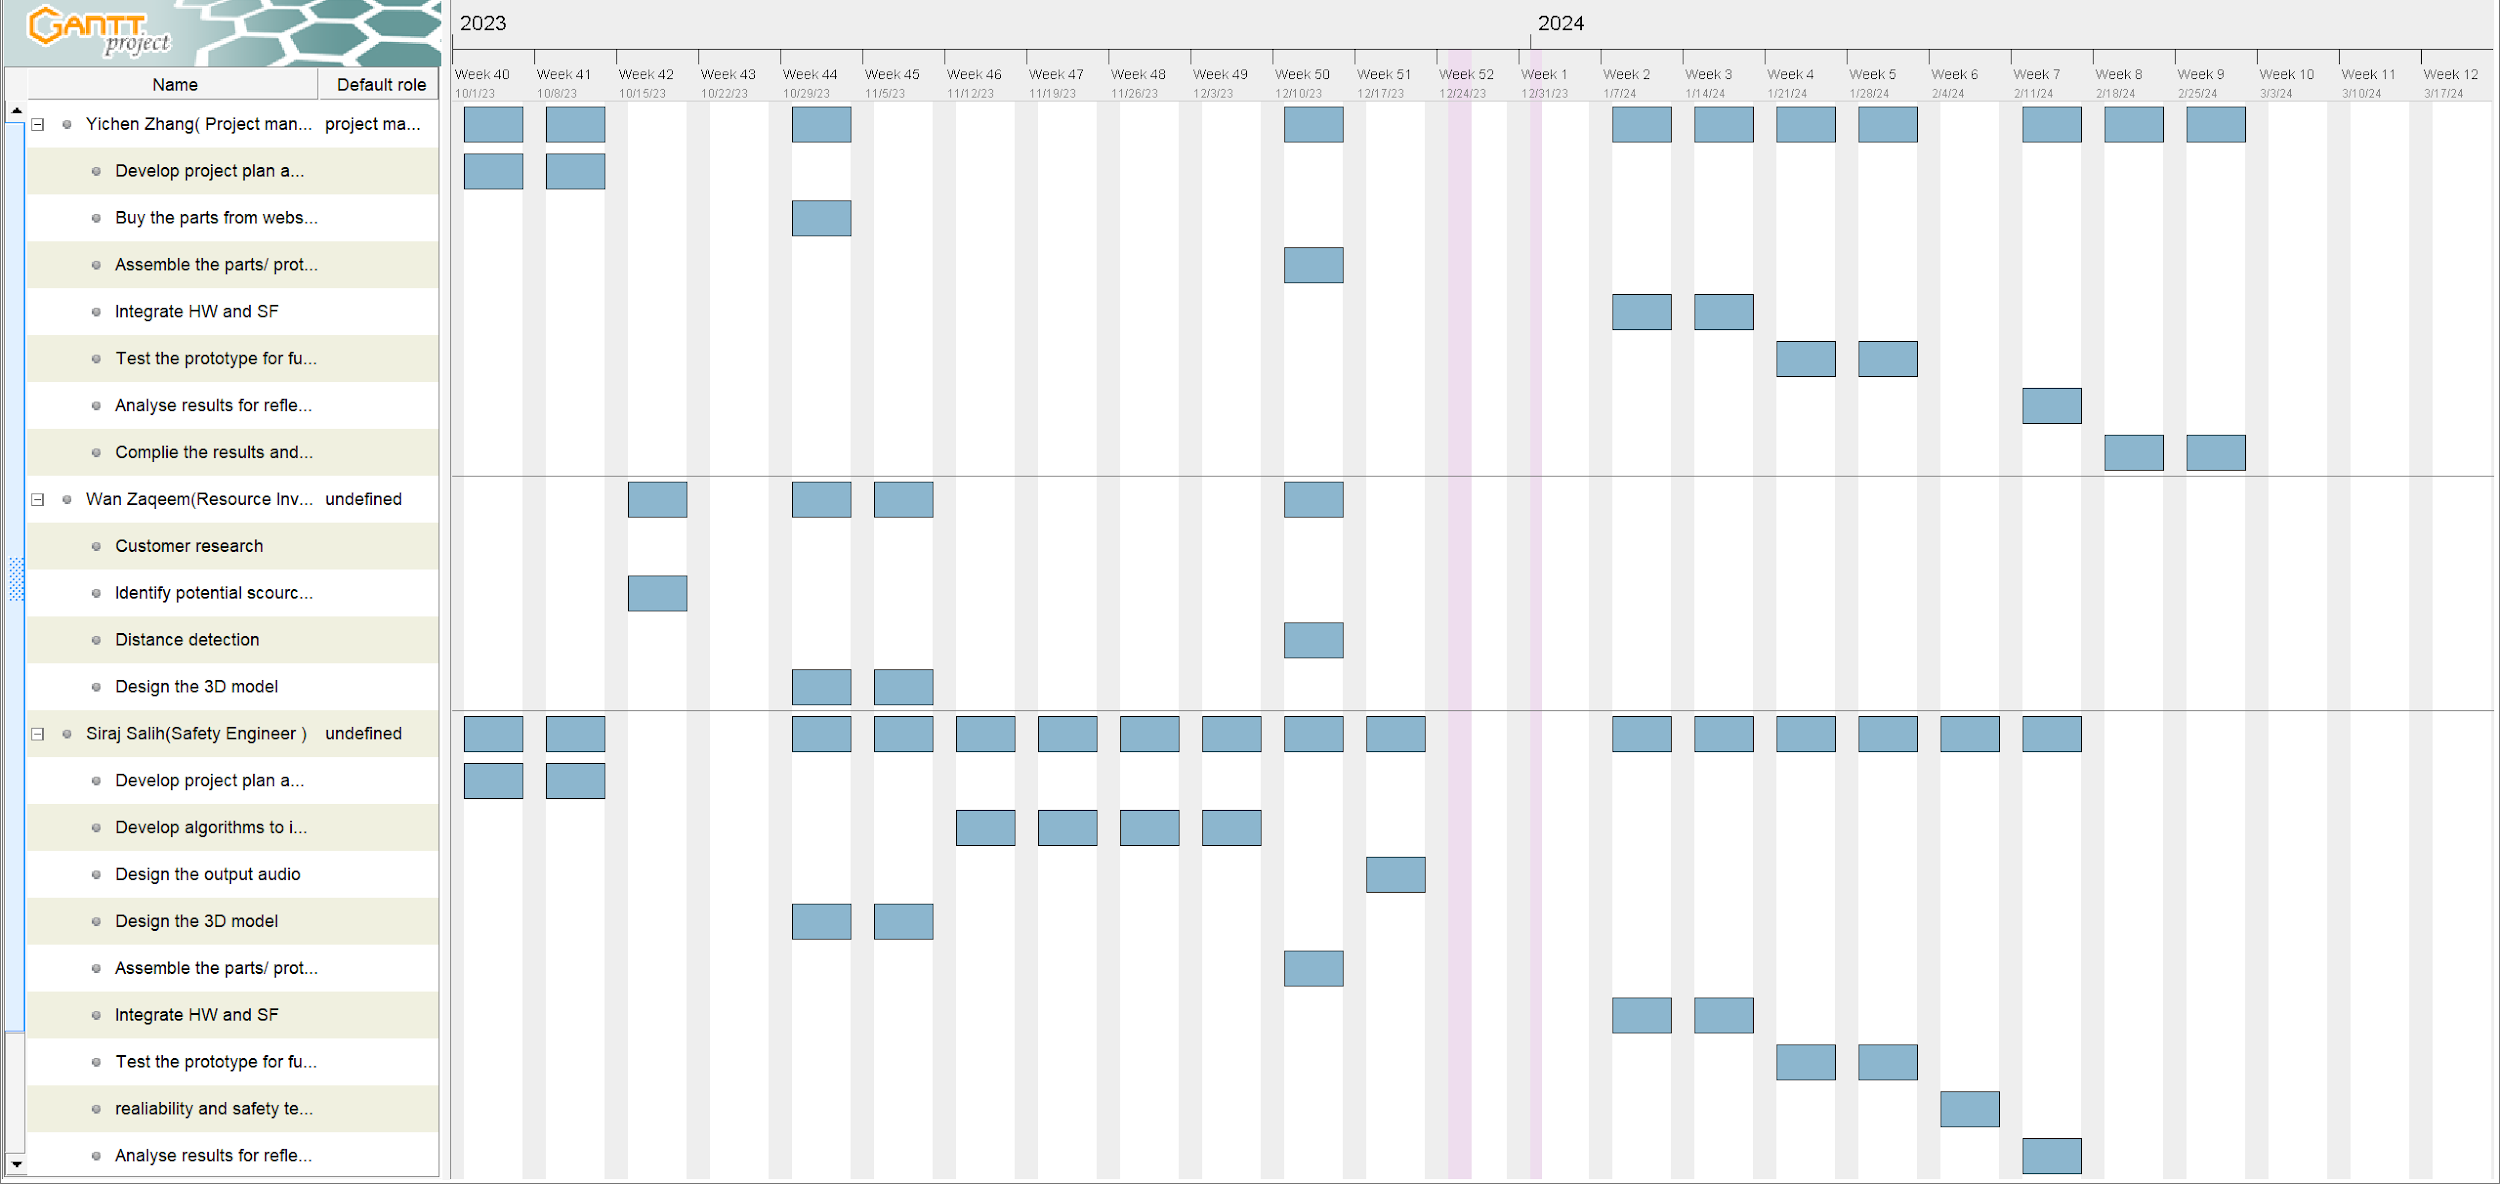 GANTT
project
2023
2024
Name
Default role
Week 40
Week 41
Week 42
Week 43
Week 44
Week 45
Week 46
Week 47
Week 48
Week 49
Week 50
Week 51
Week 52
Week 1
Week 2
Week 3
Week 4
Week 5
Week 6
Week 7
Week 8
Week 9
Week 10
Week 11
Week 12
10/1/23
10/8/23
10/15/23
10/22/23
10/29/23
11/5/23
11/12/23
11/19/23
11/26/23
12/3/23
12/10/23
12/17/23
12/24/23
12/31/23
1/7/24
1/14/24
1/21/24
1/28/24
2/4/24
2/11/24
2/18/24
2/25/24
3/3/24
3/10/24
3/17/24
Yichen Zhang( Project man... project ma...
Develop project plan a...
Buy the parts from webs...
Assemble the parts/ prot...
Integrate HW and SF
Test the prototype for fu...
Analyse results for refle...
Complie the results and...
Wan Zaqeem(Resource Inv... undefined
Customer research
Identify potential scourc...
Distance detection
Design the 3D model
Siraj Salih(Safety Engineer ) undefined
Develop project plan a...
Develop algorithms to i...
Design the output audio
Design the 3D model
Assemble the parts/ prot...
Integrate HW and SF
Test the prototype for fu...
realiability and safety te...
Analyse results for refle...